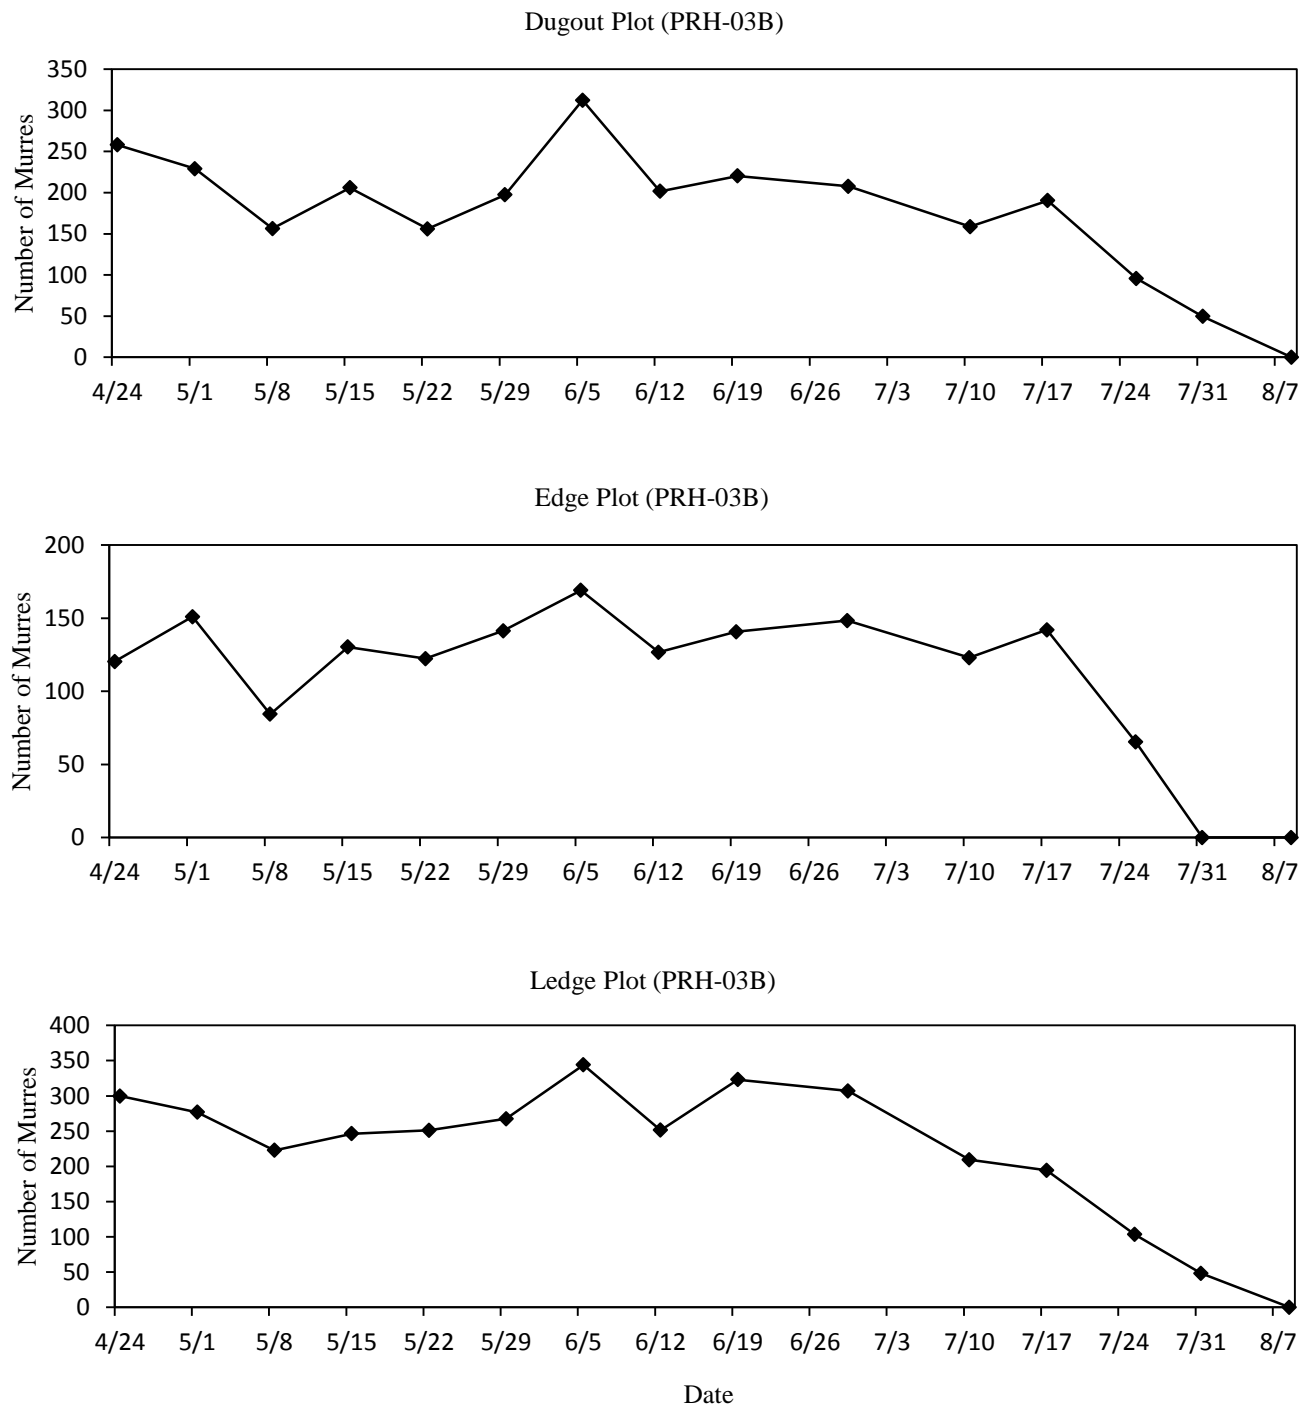 Dugout Plot (PRH-03B)
Number of Murres
350
300
250
200
150
100
50
0
4/24 5/1 5/8 5/15 5/22 5/29 6/5 6/12 6/19 6/26 7/3 7/10 7/17 7/24 7/31 8/7
Edge Plot (PRH-03B)
Number of Murres
200
150
100
50
0
4/24 5/1 5/8 5/15 5/22 5/29 6/5 6/12 6/19 6/26 7/3 7/10 7/17 7/24 7/31 8/7
Ledge Plot (PRH-03B)
Number of Murres
400
350
300
250
200
150
100
50
0
4/24 5/1 5/8 5/15 5/22 5/29 6/5 6/12 6/19 6/26 7/3 7/10 7/17 7/24 7/31 8/7
Date